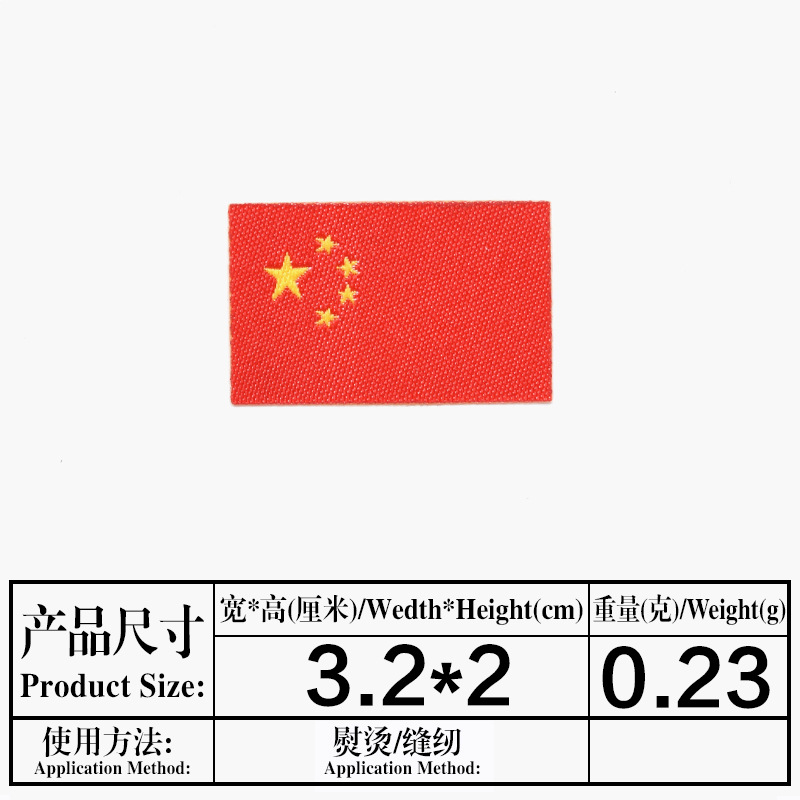 产品尺寸
Product Size:
宽*高(厘米)/Wedth*Height(cm)
重量(克)/Weight(g)
3.2*2
0.23
使用方法:
Application Method:
熨烫/缝纫
Application Method: